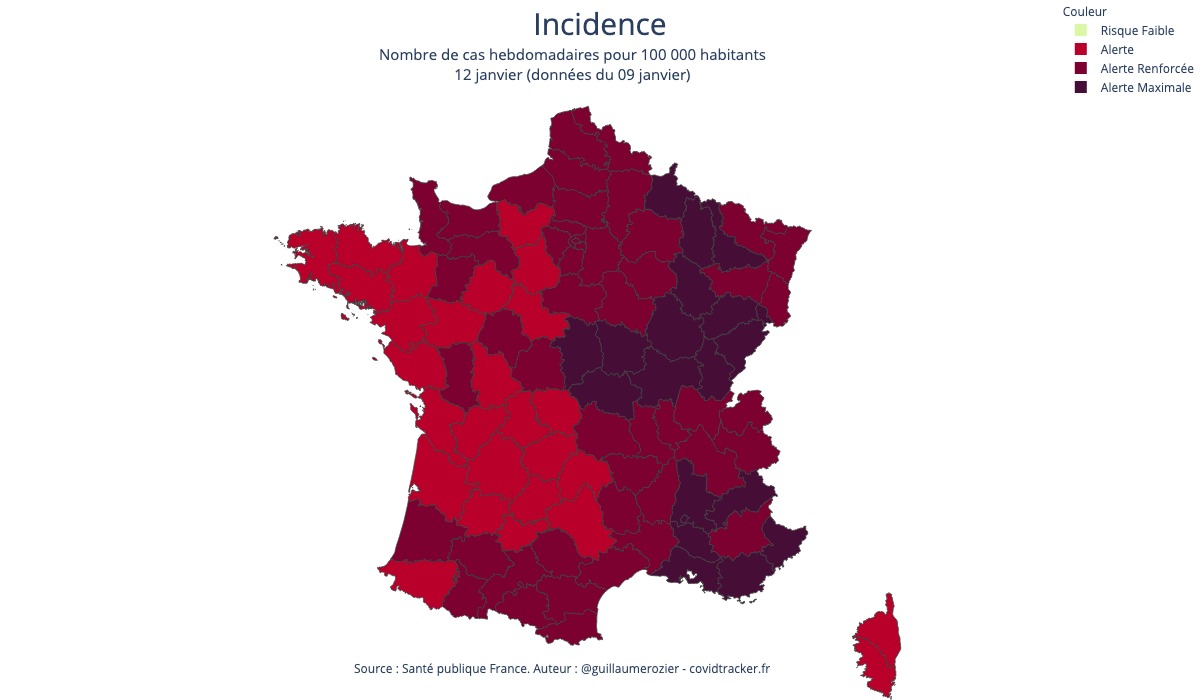 Incidence
Nombre de cas hebdomadaires pour 100 000 habitants
12 janvier (données du 09 janvier)
Couleur
Risque Faible
Alerte
Alerte Renforcée
Alerte Maximale
Source : Santé publique France. Auteur : @guillaumerozier - covidtracker.fr